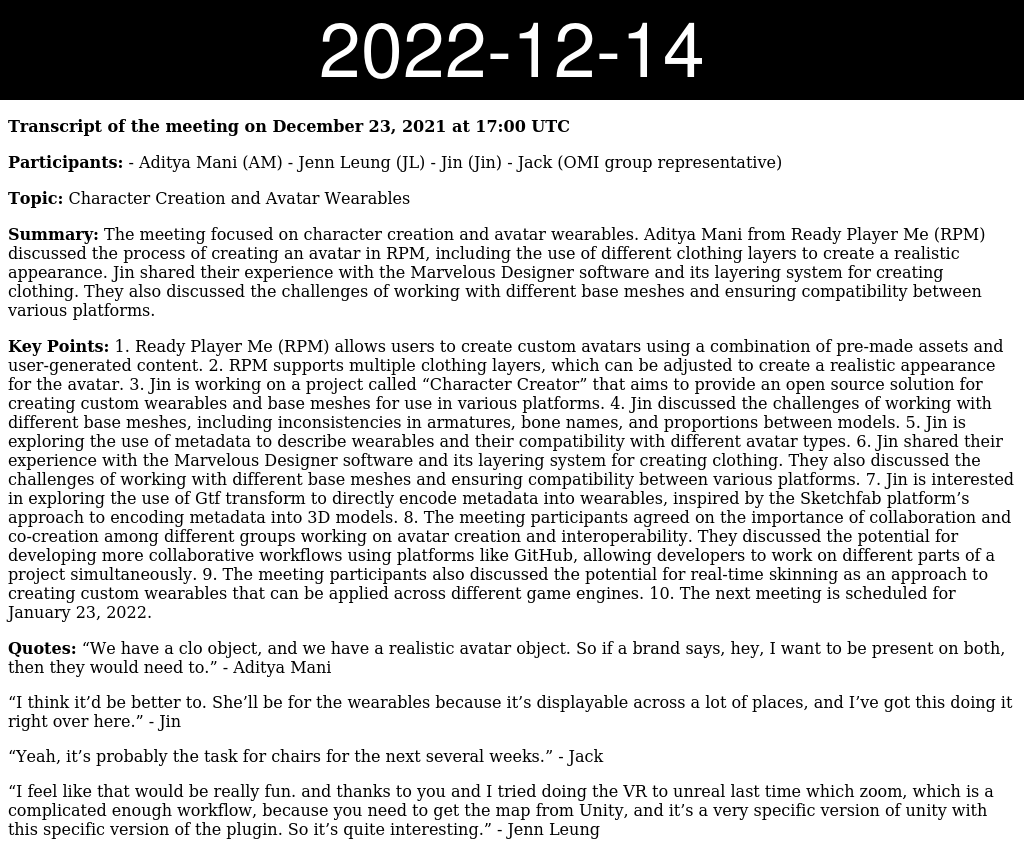 2022-12-14
Transcript of the meeting on December 23, 2021 at 17:00 UTC
Participants: - Aditya Mani (AM) - Jenn Leung (JL) - Jin (Jin) - Jack (OMI group representative)
Topic: Character Creation and Avatar Wearables
Summary: The meeting focused on character creation and avatar wearables. Aditya Mani from Ready Player Me (RPM)
discussed the process of creating an avatar in RPM, including the use of different clothing layers to create a realistic
appearance. Jin shared their experience with the Marvelous Designer software and its layering system for creating
clothing. They also discussed the challenges of working with different base meshes and ensuring compatibility between
various platforms.
Key Points: 1. Ready Player Me (RPM) allows users to create custom avatars using a combination of pre-made assets and
user-generated content. 2. RPM supports multiple clothing layers, which can be adjusted to create a realistic appearance
for the avatar. 3. Jin is working on a project called “Character Creator” that aims to provide an open source solution for
creating custom wearables and base meshes for use in various platforms. 4. Jin discussed the challenges of working with
different base meshes, including inconsistencies in armatures, bone names, and proportions between models. 5. Jin is
exploring the use of metadata to describe wearables and their compatibility with different avatar types. 6. Jin shared their
experience with the Marvelous Designer software and its layering system for creating clothing. They also discussed the
challenges of working with different base meshes and ensuring compatibility between various platforms. 7. Jin is interested
in exploring the use of Gtf transform to directly encode metadata into wearables, inspired by the Sketchfab platform’s
approach to encoding metadata into 3D models. 8. The meeting participants agreed on the importance of collaboration and
co-creation among different groups working on avatar creation and interoperability. They discussed the potential for
developing more collaborative workflows using platforms like GitHub, allowing developers to work on different parts of a
project simultaneously. 9. The meeting participants also discussed the potential for real-time skinning as an approach to
creating custom wearables that can be applied across different game engines. 10. The next meeting is scheduled for
January 23, 2022.
Quotes: “We have a clo object, and we have a realistic avatar object. So if a brand says, hey, I want to be present on both,
then they would need to.” - Aditya Mani
“I think it’d be better to. She’ll be for the wearables because it’s displayable across a lot of places, and I’ve got this doing it
right over here.” - Jin
“Yeah, it’s probably the task for chairs for the next several weeks.” - Jack
“I feel like that would be really fun. and thanks to you and I tried doing the VR to unreal last time which zoom, which is a
complicated enough workflow, because you need to get the map from Unity, and it’s a very specific version of unity with
this specific version of the plugin. So it’s quite interesting.” - Jenn Leung